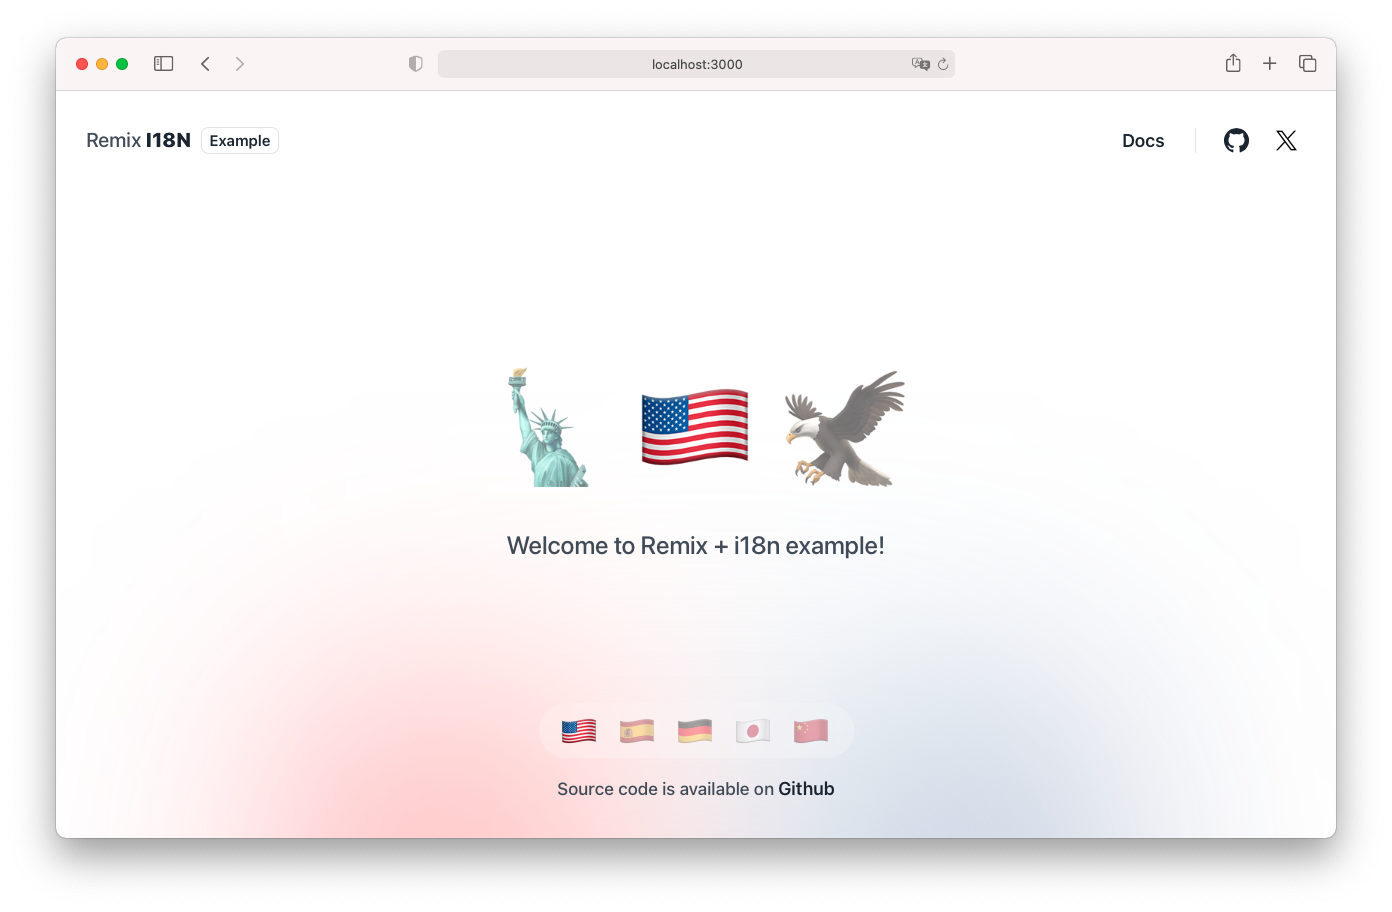 localhost:3000
Remix I18N Example
Docs
Welcome to Remix + i18n example!
Source code is available on Github